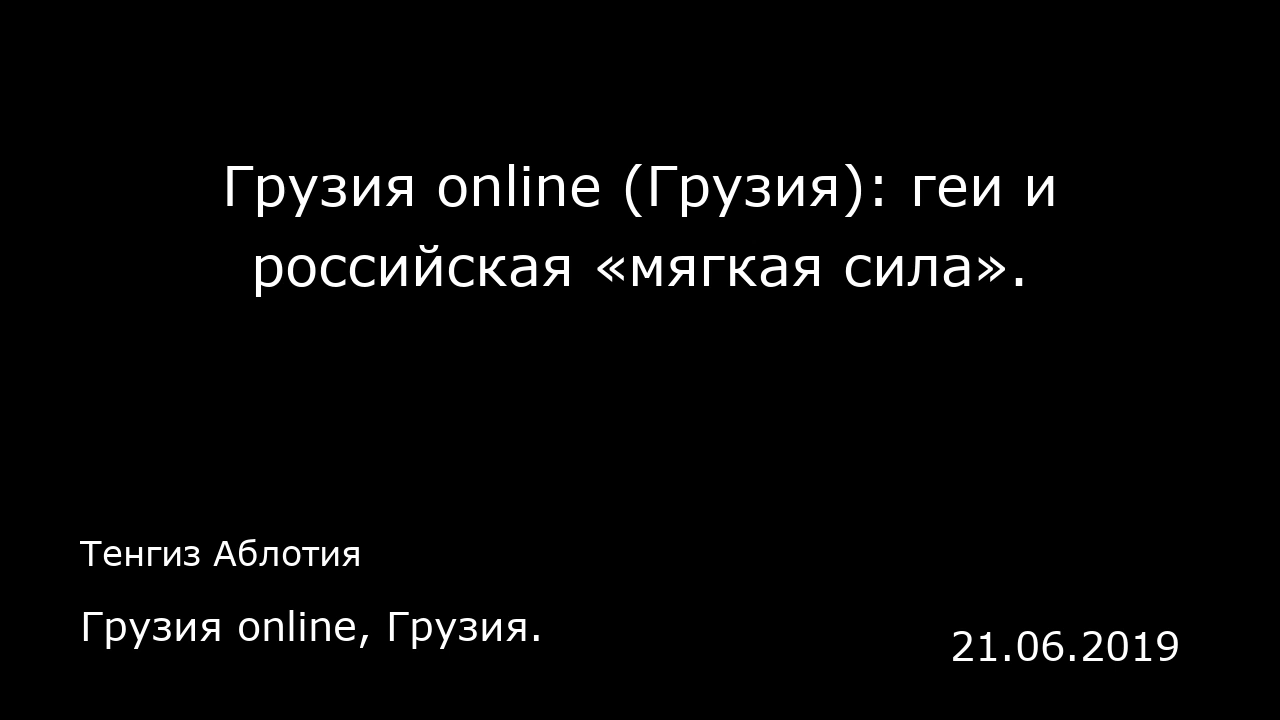 Грузия online (Грузия): геи и
российская «мягкая сила».
Тенгиз Аблотия
Грузия online, Грузия.
21.06.2019